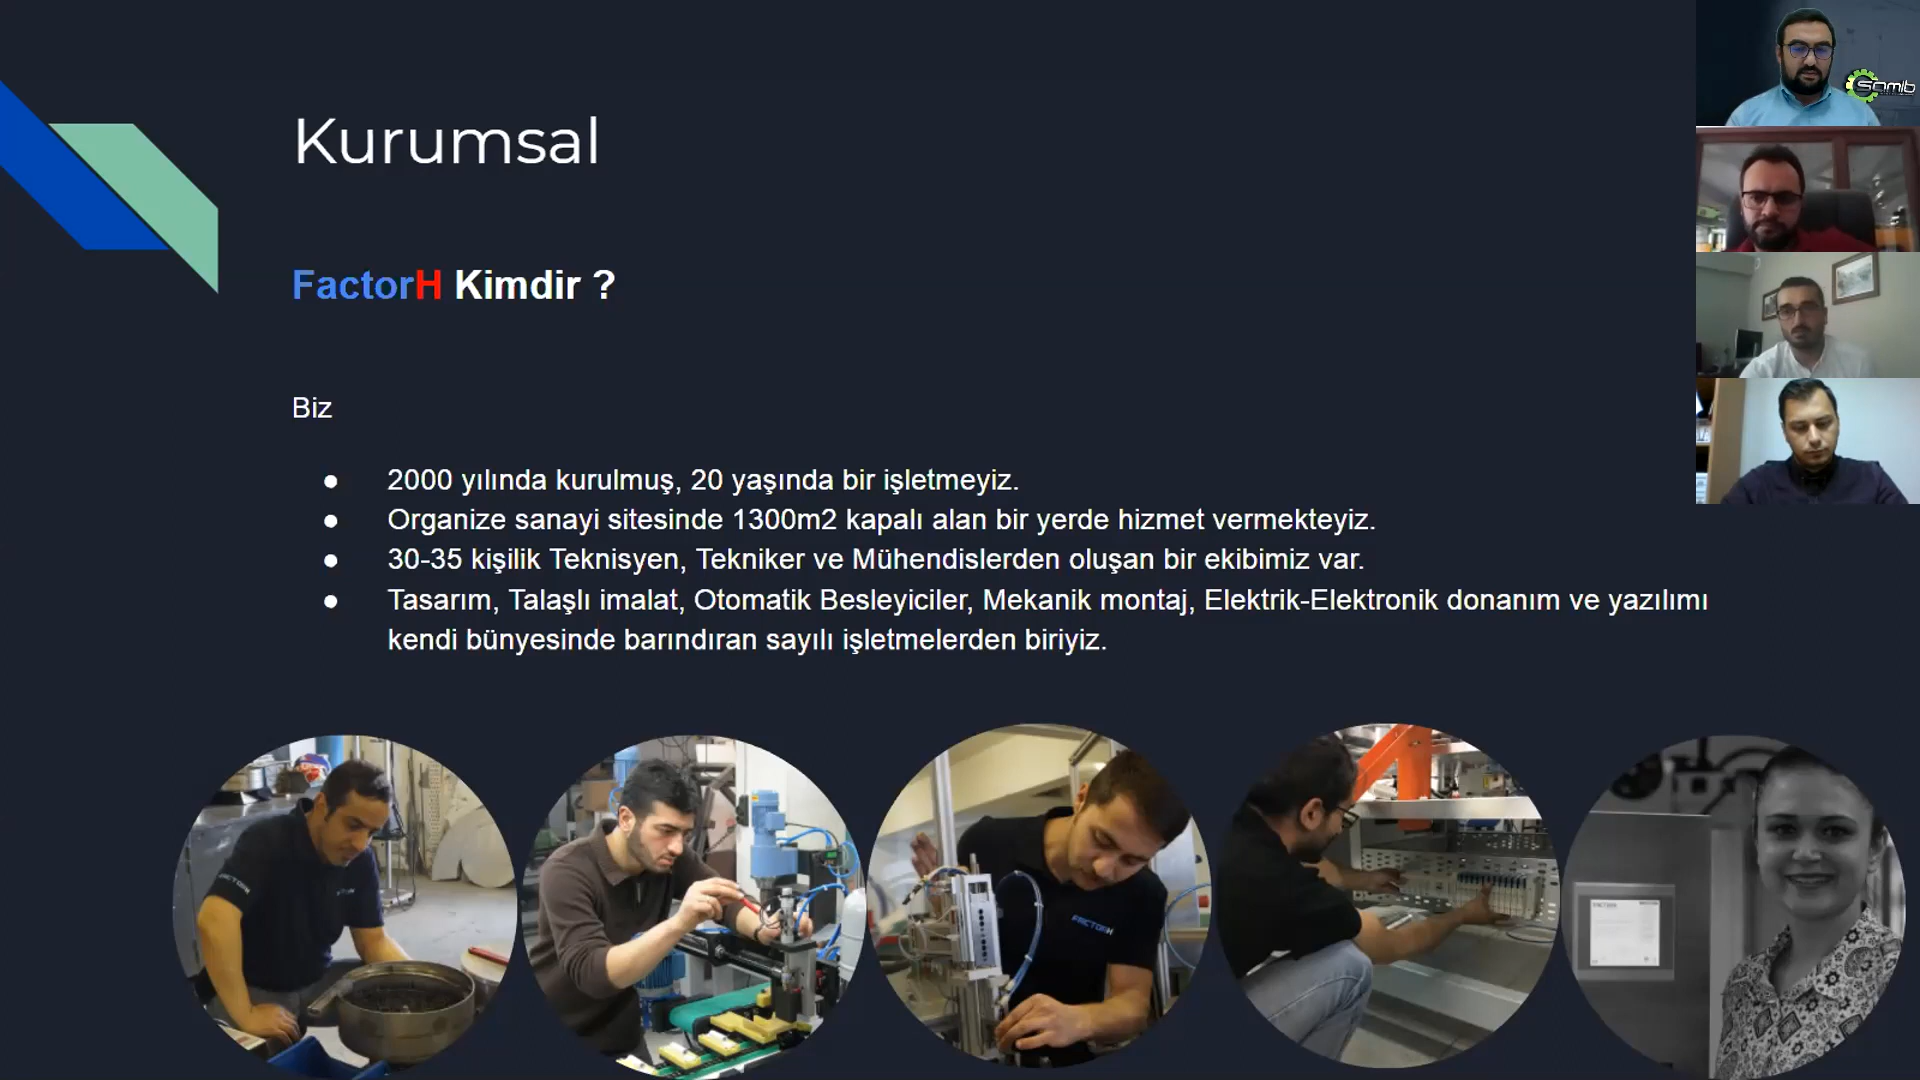 Kurumsal
FactorH Kimdir ?
Biz
● 2000 yılında kurulmuş, 20 yaşında bir işletmeyiz.
● Organize sanayi sitesinde 1300m2 kapalı alan bir yerde hizmet vermekteyiz.
● 30-35 kişilik Teknisyen, Tekniker ve Mühendislerden oluşan bir ekibimiz var.
● Tasarım, Talaşlı imalat, Otomatik Besleyiciler, Mekanik montaj, Elektrik-Elektronik donanım ve yazılımı
kendi bünyesinde barındıran sayılı işletmelerden biriyiz.
FACTORH
FACTORH